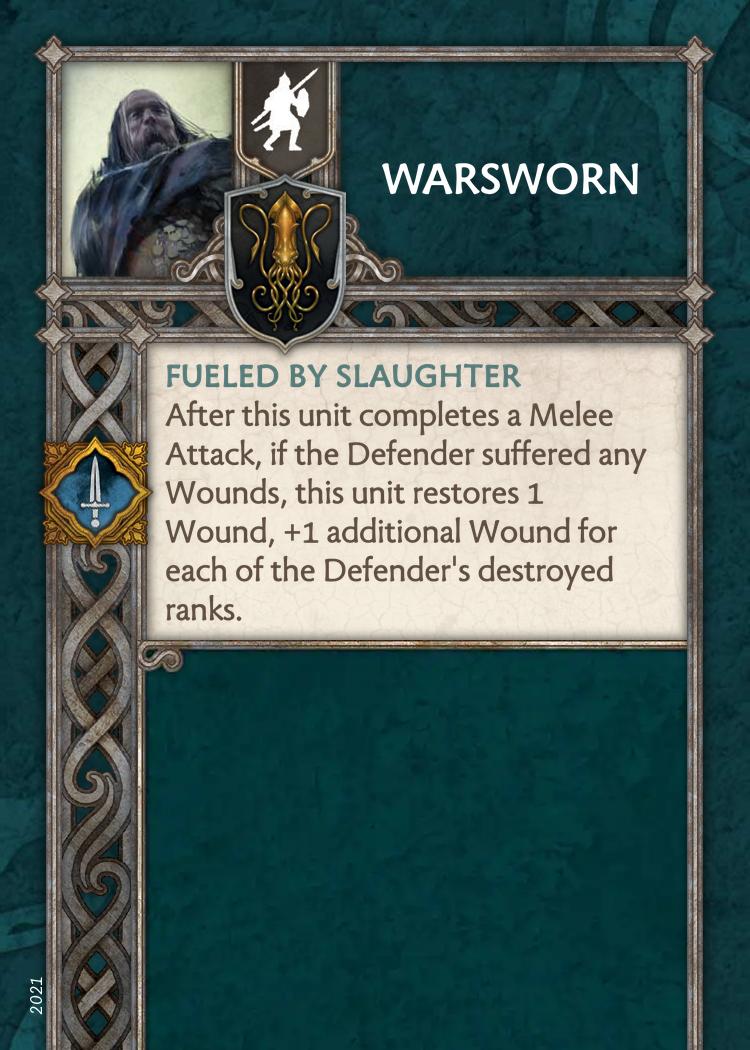 WARSWORN
FUELED BY SLAUGHTER
After this unit completes a Melee
Attack, if the Defender suffered any
Wounds, this unit restores 1
Wound, +1 additional Wound for
each of the Defender's destroyed
ranks.
2021